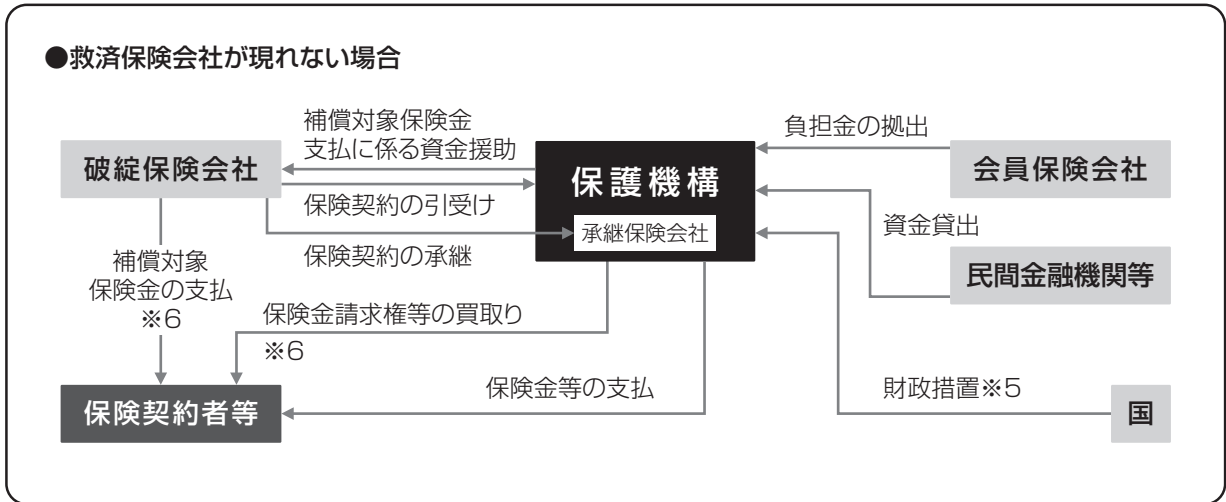 ●救済保険会社が現れない場合
補償対象保険金
支払に係る資金援助
負担金の拠出
破綻保険会社
保護機構
会員保険会社
保険契約の引受け
承継保険会社
資金貸出
保険契約の承継
補償対象
保険金の支払
※6
民間金融機関等
保険金請求権等の買取り
※6
保険金等の支払
財政措置※5
保険契約者等
国